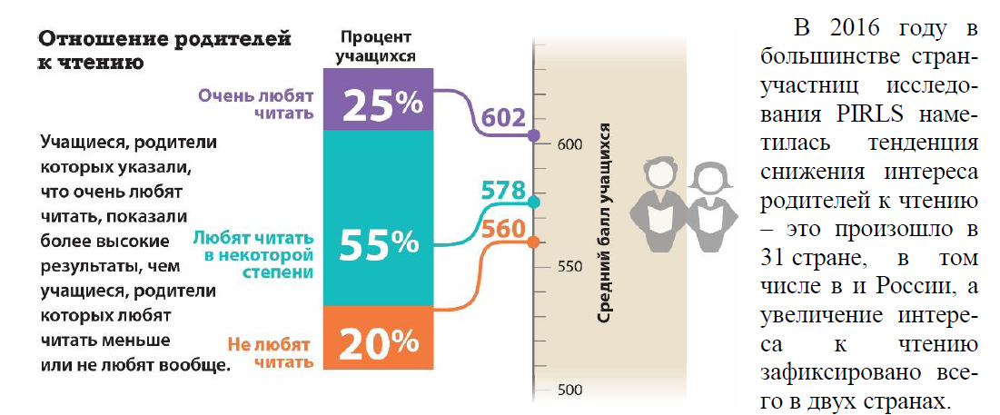 Отношение родителей
к чтению
Процент
учащихся
Очень любят
читать
25%
602
Учащиеся, родители
которых указали,
что очень любят
читать, показали
более высокие
результаты, чем
учащиеся, родители
которых любят
читать меньше
или не любят вообще.
Любят читать
в некоторой
степени
55%
578
Не любят
читать
20%
560
600
550
500
Средний балл учащихся
В 2016 году в
большинстве стран-
участниц исследо-
вания PIRLS наме-
тилась тенденция
снижения интереса
родителей к чтению
– это произошло в
31 стране, в том
числе в и России, а
увеличение интере-
са к чтению
зафиксировано все-
го в двух странах.